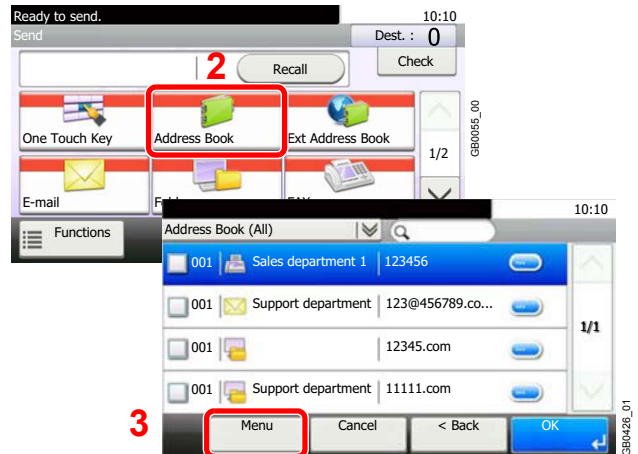 Ready to send.
10:10
Send
Dest. : 0
2
Recall
Check
One Touch Key
Address Book
Ext Address Book
1/2
GB0055_00
E-mail
Functions
10:10
Address Book (All)
001 Sales department 1 123456
001 Support department 123@456789.co...
1/1
001 12345.com
001 Support department 11111.com
3
Menu
Cancel
< Back
OK
GB0426_01